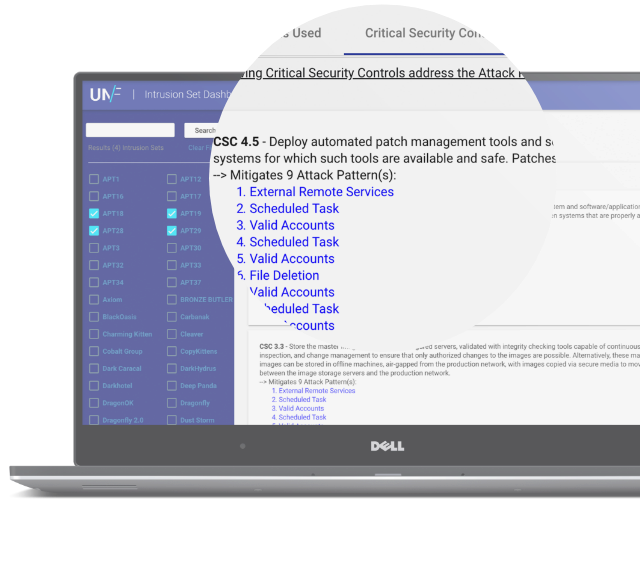 s Used Critical Security Con
ing Critical Security Controls address the Attack
UN/= | Intrusion Set Dashb
Search
Results (4) Intrusion Sets Clear
CSC 4.5 - Deploy automated patch management tools and
systems for which such tools are available and safe. Patches
--> Mitigates 9 Attack Pattern(s):
1. External Remote Services
2. Scheduled Task
3. Valid Accounts
4. Scheduled Task
5. Valid Accounts
6. File Deletion
Valid Accounts
heduled Task
ccounts
APT1 APT12
APT16 APT17
APT18 APT19
APT28 APT29
APT3 APT30
APT32 APT33
APT34 APT37
Axiom BRONZE BUTLER
BlackOasis Carbanak
Charming Kitten Cleaver
Cobalt Group CopyKittens
Dark Caracal DarkHydrus
Darkhotel Deep Panda
DragonOK Dragonfly
Dragonfly 2.0 Dust Storm
em and software/application
n systems that are properly a
CSC 3.3 - Store the master servers, validated with integrity checking tools capable of continuous
inspection, and change management to ensure that only authorized changes to the images are possible. Alternatively, these ma
images can be stored in offline machines, air-gapped from the production network, with images copied via secure media to mov
between the image storage servers and the production network.
--> Mitigates 9 Attack Pattern(s):
1. External Remote Services
2. Scheduled Task
3. Valid Accounts
4. Scheduled Task
DELL